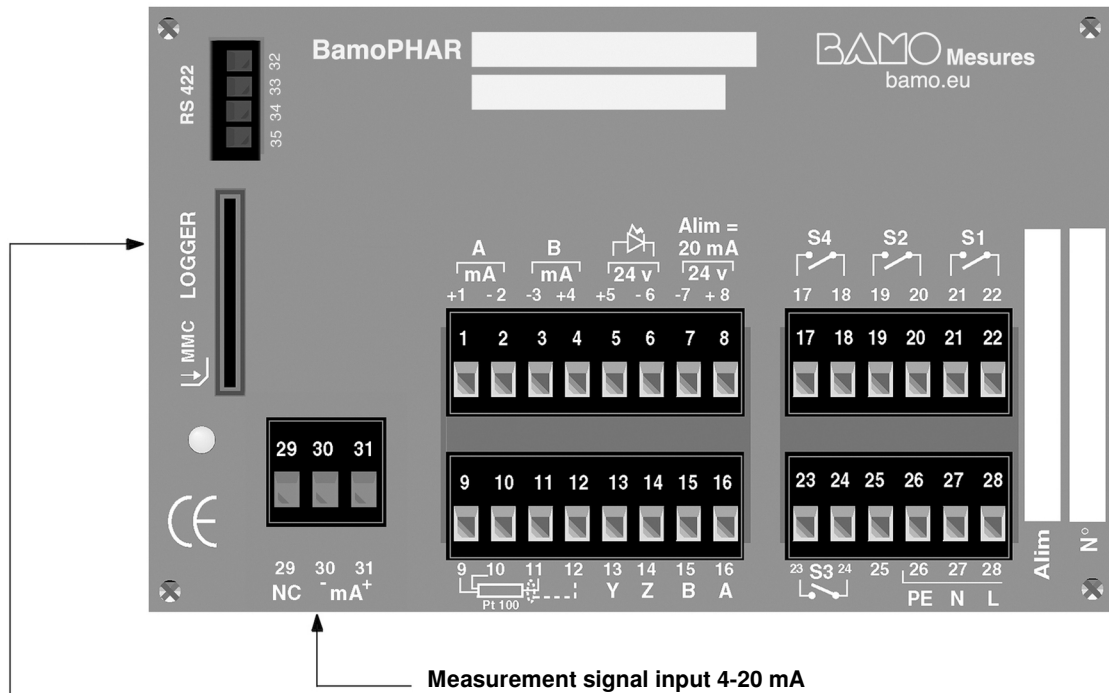 BamoPHAR
BAMO Mesures
bamo.eu
RS 422
32
33
34
35
LOGGER
MMC
A
mA
B
mA
24 v
Alim =
20 mA
24 v
S4
S2
S1
+1 - 2 -3 +4 +5 - 6 -7 + 8
17 18 19 20 21 22
1 2 3 4 5 6 7 8
17 18 19 20 21 22
29 30 31
9 10 11 12 13 14 15 16
23 24 25 26 27 28
CE
29 30 31
NC - mA +
9 10 11 12 13 14 15 16
Pt 100
Y Z B A
23 S3 24 25 26 27 28
PE N L
Alim
N°
Measurement signal input 4-20 mA